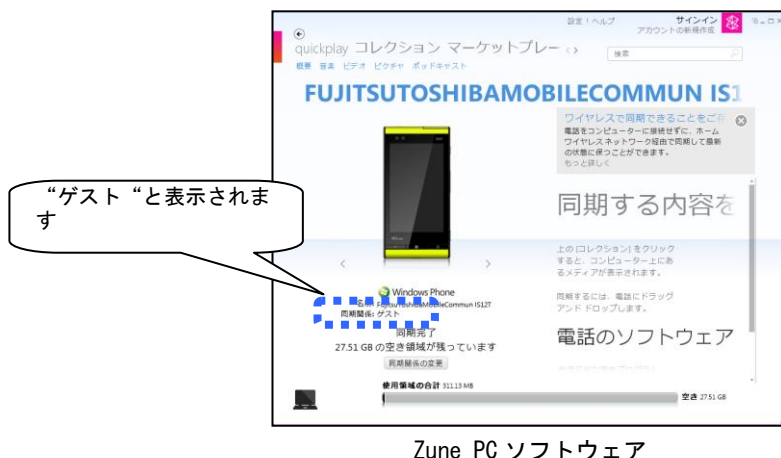 設定 | ヘルプ
サインイン
アカウントの新規作成
quickplay コレクション マーケットプレー
検索
概要 音楽 ビデオ ピクチャ ポッドキャスト
FUJITSUTOSHIBAMOBILECOMMUN IS1
ワイヤレスで同期できることをご存
電話をコンピューターに接続せずに、ホーム
ワイヤレス ネットワーク経由で同期して最新
の状態に保つことができます。
もっと詳しく
“ゲスト“と表示されま
す
同期する内容を
上の [コレクション] をクリック
すると、コンピューター上にあ
るメディアが表示されます。
同期するには、電話にドラッグ
アンド ドロップします。
Windows Phone
名前: FujitsuToshibaMobileCommun IS12T
同期関係: ゲスト
同期完了
27.51 GB の空き領域が残っています
同期関係の変更
電話のソフトウェア
使用領域の合計 311.13 MB
空き 27.51 GB
Zune PC ソフトウェア